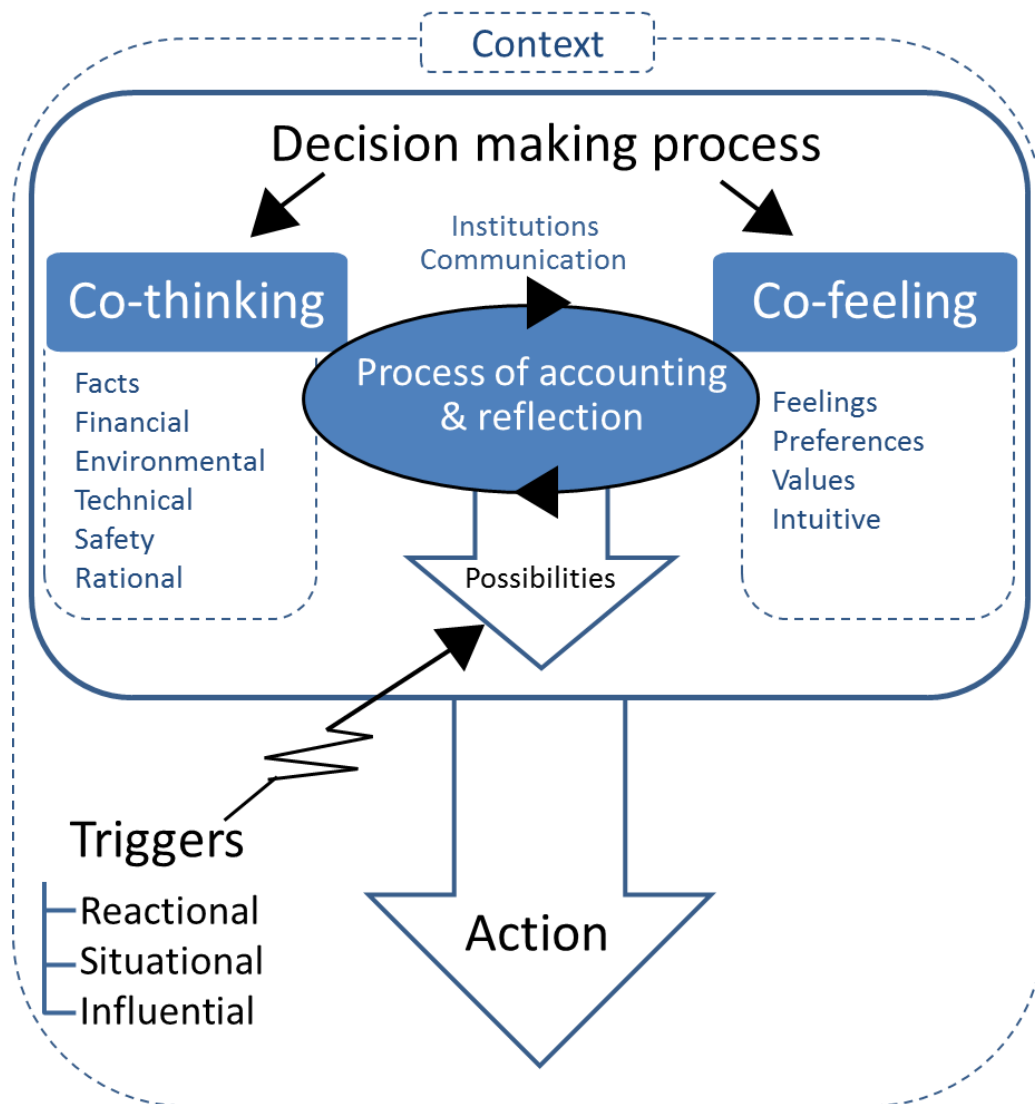 Context
Decision making process
Institutions
Communication
Co-thinking
Co-feeling
Process of accounting
& reflection
Facts
Financial
Environmental
Technical
Safety
Rational
Feelings
Preferences
Values
Intuitive
Possibilities
Triggers
Reactional
Situational
Influential
Action